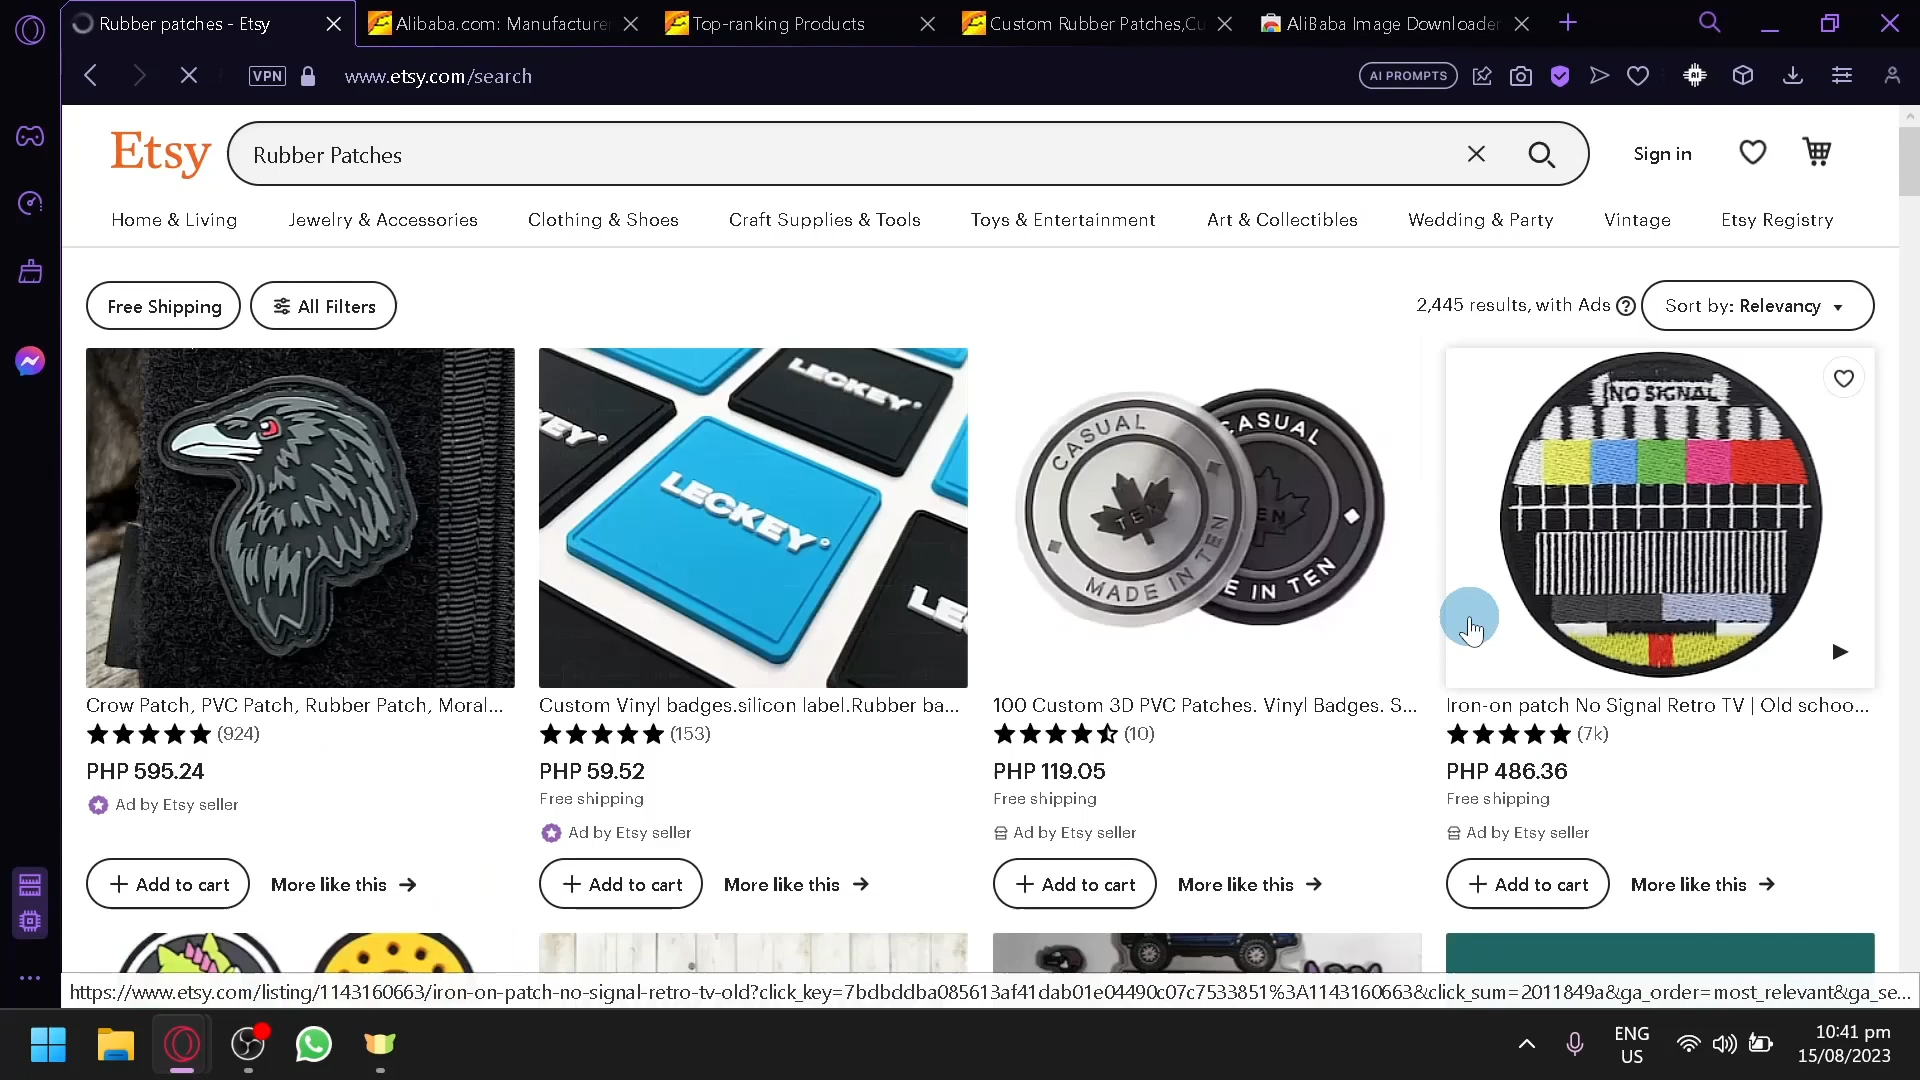 Rubber patches - Etsy
Alibaba.com: Manufacture
Top-ranking Products
Custom Rubber Patches,Cu
AliBaba Image Downloader
VPN
www.etsy.com/search
AI PROMPTS
Etsy
Rubber Patches
Sign in
Home & Living
Jewelry & Accessories
Clothing & Shoes
Craft Supplies & Tools
Toys & Entertainment
Art & Collectibles
Wedding & Party
Vintage
Etsy Registry
Free Shipping
All Filters
2,445 results, with Ads ?
Sort by: Relevancy
LECKEY
LECKEY
CASUAL
TEN
MADE IN TEN
CASUAL
E IN TEN
NO SIGNAL
Crow Patch, PVC Patch, Rubber Patch, Moral...
(924)
PHP 595.24
Ad by Etsy seller
+ Add to cart
More like this →
Custom Vinyl badges.silicon label.Rubber ba...
(153)
PHP 59.52
Free shipping
Ad by Etsy seller
+ Add to cart
More like this →
100 Custom 3D PVC Patches. Vinyl Badges. S...
(10)
PHP 119.05
Free shipping
Ad by Etsy seller
+ Add to cart
More like this →
Iron-on patch No Signal Retro TV | Old schoo...
(7k)
PHP 486.36
Free shipping
Ad by Etsy seller
+ Add to cart
More like this →
https://www.etsy.com/listing/1143160663/iron-on-patch-no-signal-retro-tv-old?click_key=7bdbddba085613af41dab01e04490c07c7533851%3A1143160663&click_sum=2011849a&ga_order=most_relevant&ga_se...
ENG
US
10:41 pm
15/08/2023